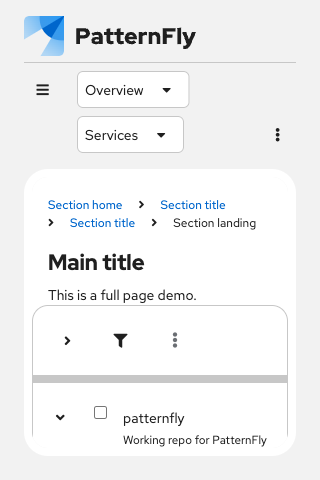 PatternFly
Overview
Services
Section home Section title
Section title Section landing
Main title
This is a full page demo.
patternfly
Working repo for PatternFly